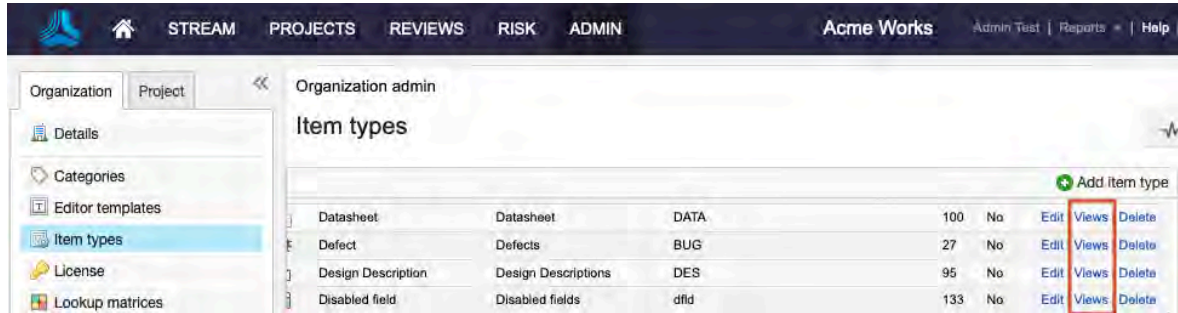 STREAM PROJECTS REVIEWS RISK ADMIN Acme Works Admin Test | Reports | Help |
Organization Project
Organization admin
Details
Item types
Categories
Add item type
Editor templates
Datasheet Datasheet DATA 100 No Edit Views Delete
Item types
Defect Defects BUG 27 No Edit Views Delete
License
Design Description Design Descriptions DES 95 No Edit Views Delete
Lookup matrices
Disabled field Disabled fields dfld 133 No Edit Views Delete